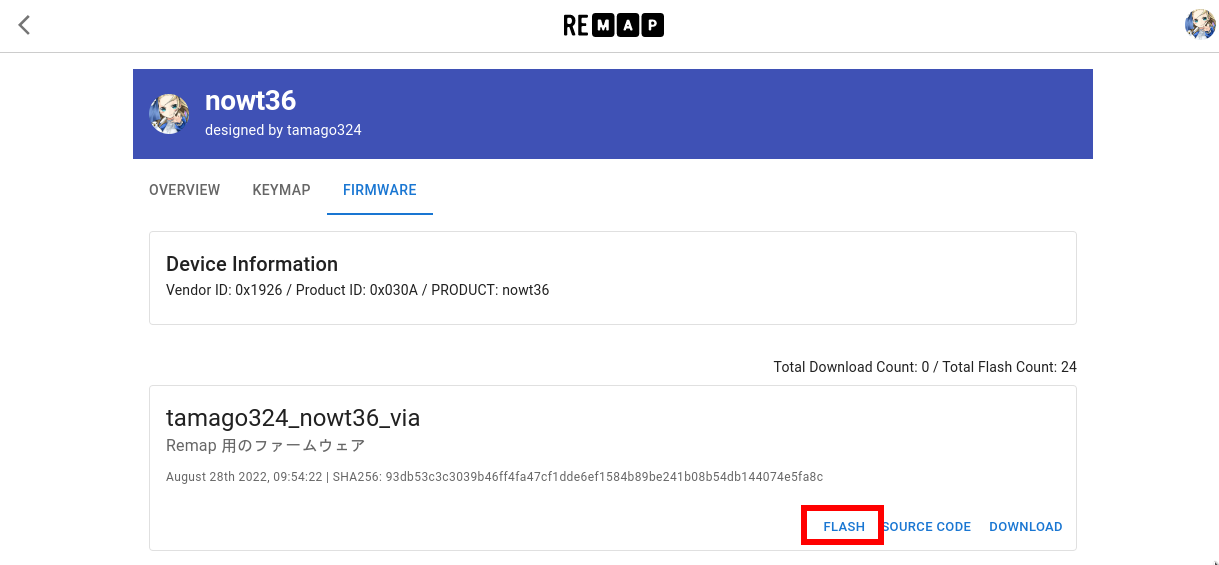 REMAP
nowt36
designed by tamago324
OVERVIEW KEYMAP FIRMWARE
Device Information
Vendor ID: 0x1926 / Product ID: 0x030A / PRODUCT: nowt36
Total Download Count: 0 / Total Flash Count: 24
tamago324_nowt36_via
Remap 用のファームウェア
August 28th 2022, 09:54:22 | SHA256: 93db53c3c3039b46ff4fa47cf1dde6ef1584b89be241b08b54db144074e5fa8c
FLASH SOURCE CODE DOWNLOAD